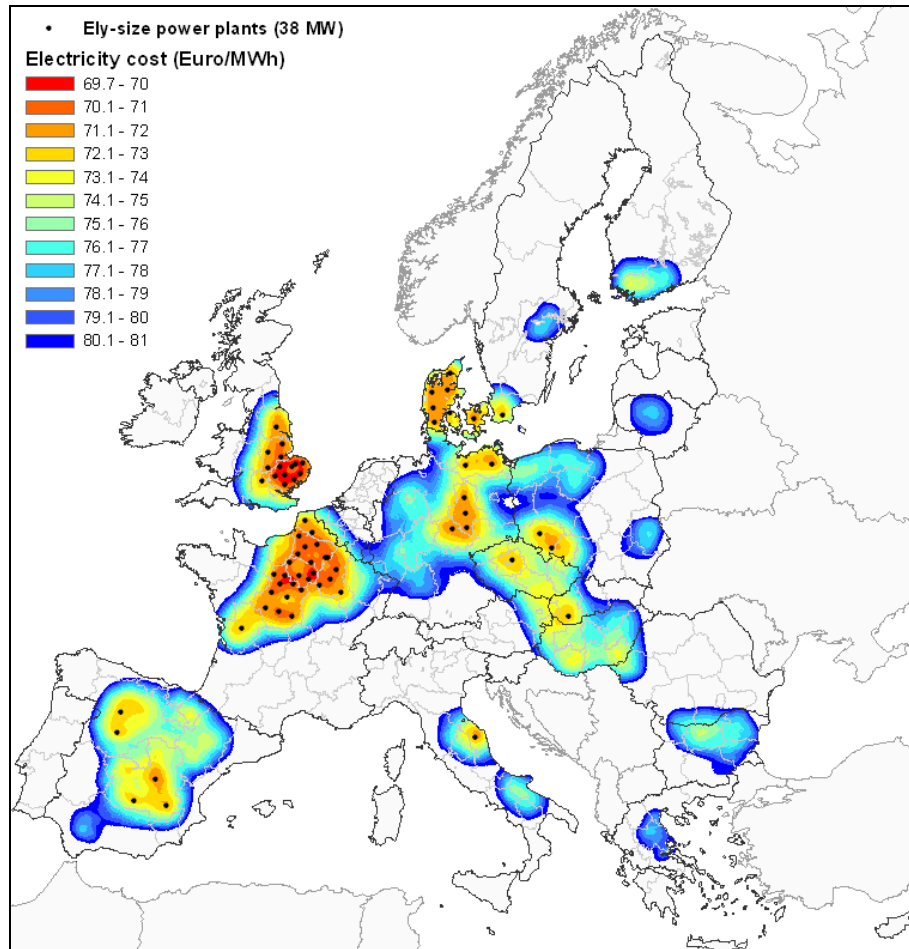 Ely-size power plants (38 MW)
Electricity cost (Euro/MWh)
69.7 - 70
70.1 - 71
71.1 - 72
72.1 - 73
73.1 - 74
74.1 - 75
75.1 - 76
76.1 - 77
77.1 - 78
78.1 - 79
79.1 - 80
80.1 - 81